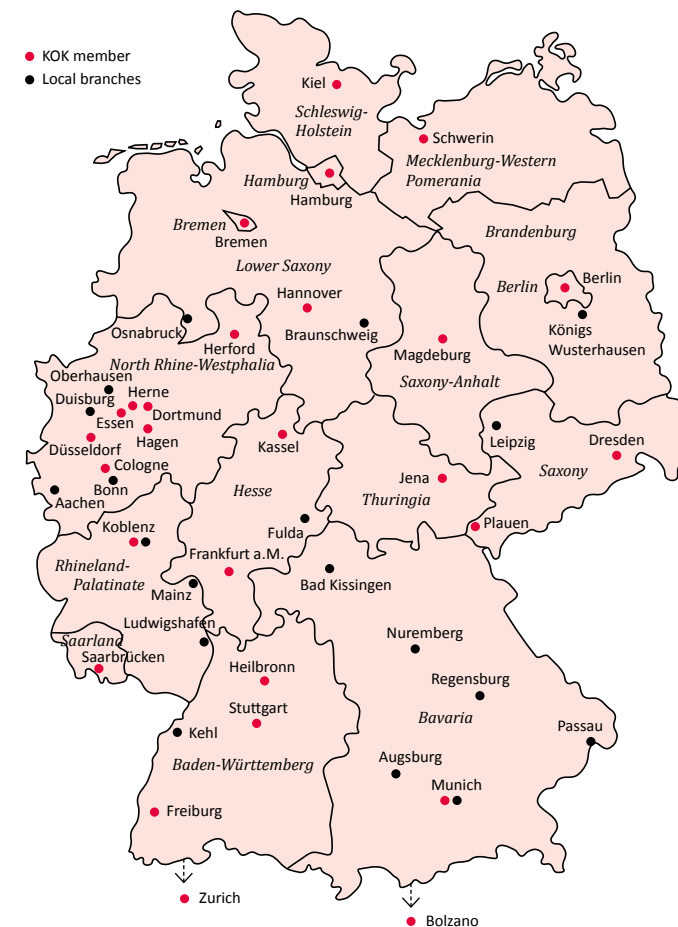 KOK member
Local branches
Kiel
Schleswig-
Holstein
Schwerin
Mecklenburg-Western
Pomerania
Hamburg
Hamburg
Bremen
Bremen
Brandenburg
Lower Saxony
Berlin
Berlin
Hannover
Osnabruck
Braunschweig
Königs
Wusterhausen
Herford
Magdeburg
North Rhine-Westphalia
Saxony-Anhalt
Oberhausen
Duisburg
Herne
Essen
Dortmund
Hagen
Düsseldorf
Kassel
Leipzig
Dresden
Cologne
Saxony
Bonn
Aachen
Hesse
Jena
Thuringia
Koblenz
Fulda
Plauen
Frankfurt a.M.
Rhineland-
Palatinate
Mainz
Bad Kissingen
Ludwigshafen
Saarland
Saarbrücken
Nuremberg
Heilbronn
Regensburg
Stuttgart
Bavaria
Kehl
Passau
Baden-Württemberg
Augsburg
Munich
Freiburg
Zurich
Bolzano